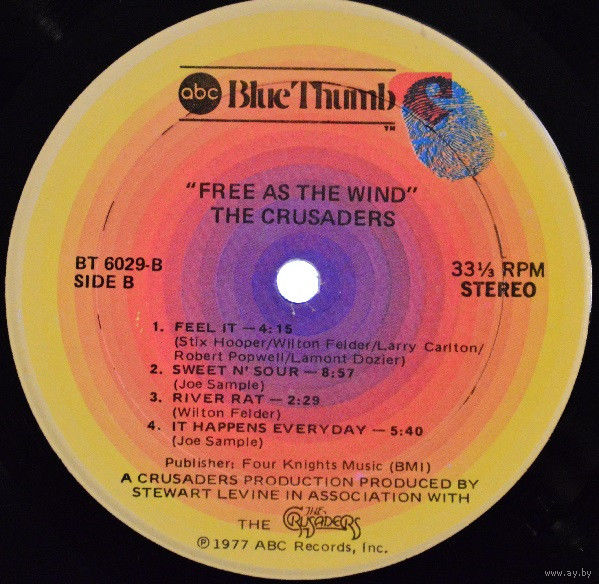 abc Blue Thumb
TM
"FREE AS THE WIND"
THE CRUSADERS
BT 6029-B
SIDE B
33⅓ RPM
STEREO
1. FEEL IT — 4:15
(Stix Hooper/Wilton Felder/Larry Carlton/
Robert Popwell/Lamont Dozier)
2. SWEET N' SOUR — 8:57
(Joe Sample)
3. RIVER RAT — 2:29
(Wilton Felder)
4. IT HAPPENS EVERYDAY — 5:40
(Joe Sample)
Publisher: Four Knights Music (BMI)
A CRUSADERS PRODUCTION PRODUCED BY
STEWART LEVINE IN ASSOCIATION WITH
THE THE CRUSADERS
℗ 1977 ABC Records, Inc.
www.ay.by